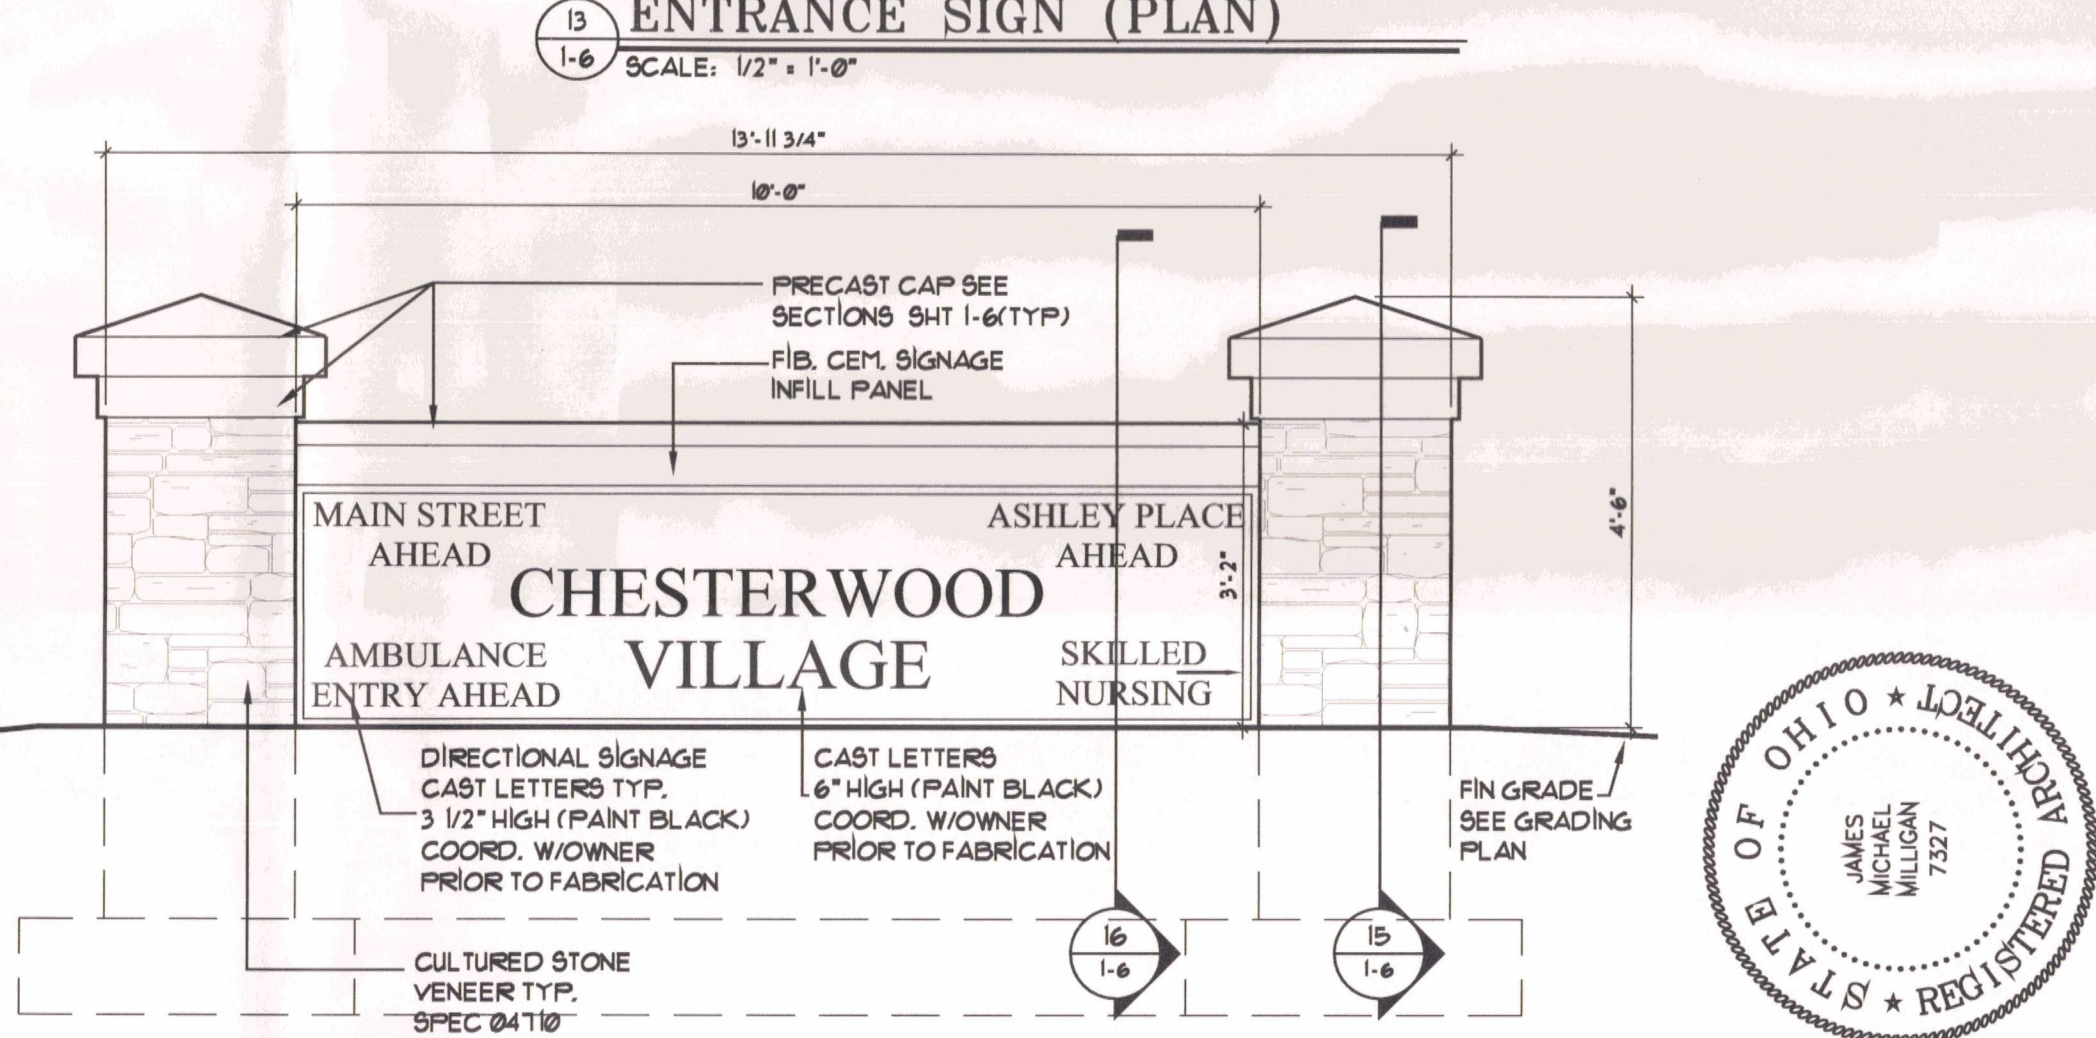 13
1-6
ENTRANCE SIGN (PLAN)
SCALE: 1/2" = 1'-0"
13'-11 3/4"
10'-0"
PRECAST CAP SEE
SECTIONS SHT 1-6(TYP)
FIB. CEM. SIGNAGE
INFILL PANEL
MAIN STREET
AHEAD
ASHLEY PLACE
AHEAD
CHESTERWOOD
VILLAGE
AMBULANCE
ENTRY AHEAD
SKILLED
NURSING
3'-2"
4'-6"
DIRECTIONAL SIGNAGE
CAST LETTERS TYP.
3 1/2" HIGH (PAINT BLACK)
COORD. W/OWNER
PRIOR TO FABRICATION
CAST LETTERS
6" HIGH (PAINT BLACK)
COORD. W/OWNER
PRIOR TO FABRICATION
FIN GRADE
SEE GRADING
PLAN
CULTURED STONE
VENEER TYP.
SPEC 04710
16
1-6
15
1-6
STATE OF OHIO ★ REGISTERED ARCHITECT ★
JAMES
MICHAEL
MILLIGAN
7327